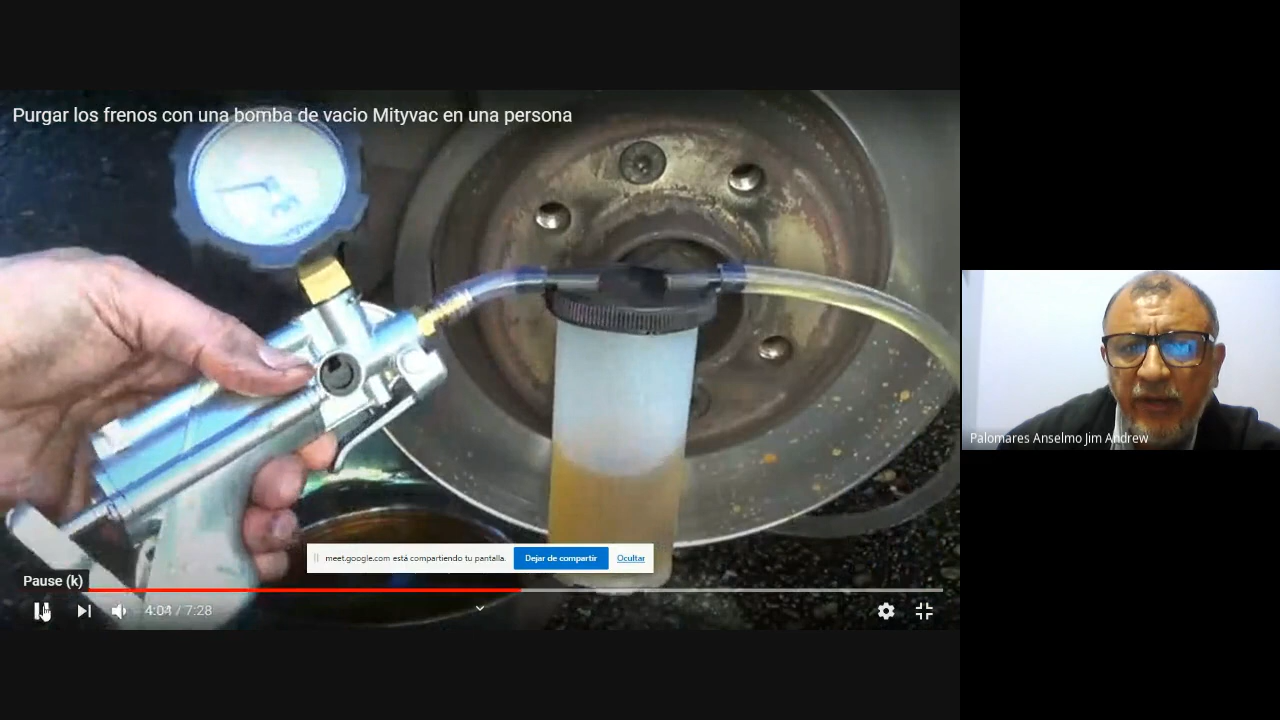 Purgar los frenos con una bomba de vacio Mityvac en una persona
Palomares Anselmo Jim Andrew
meet.google.com está compartiendo tu pantalla.
Dejar de compartir
Ocultar
Pause (k)
4:04 / 7:28